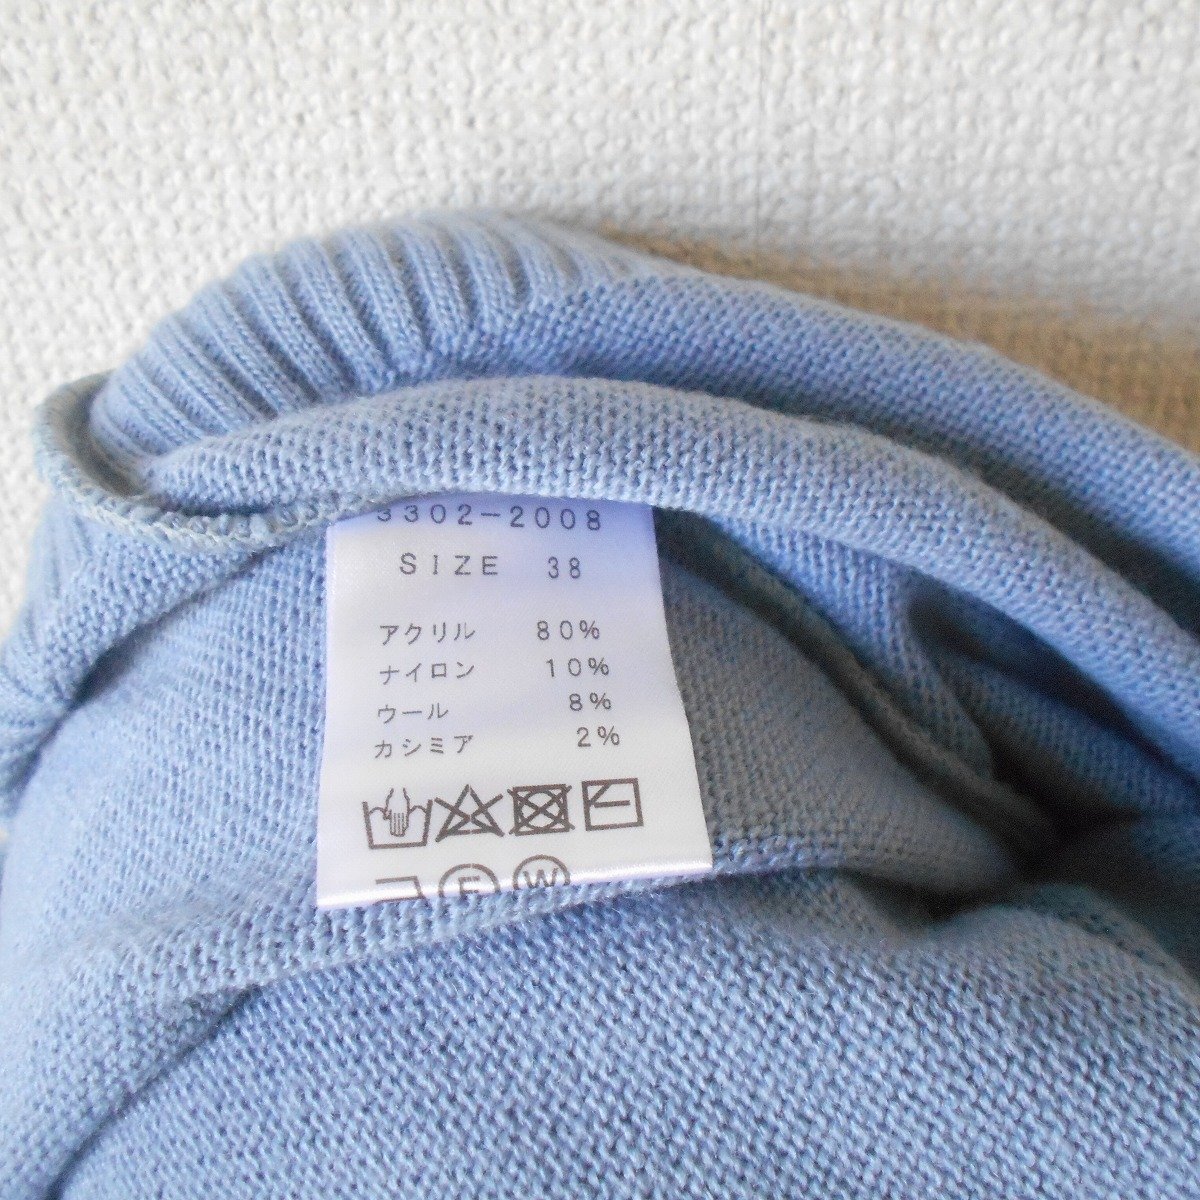 3302-2008
SIZE 38
アクリル 80%
ナイロン 10%
ウール 8%
カシミア 2%
F W